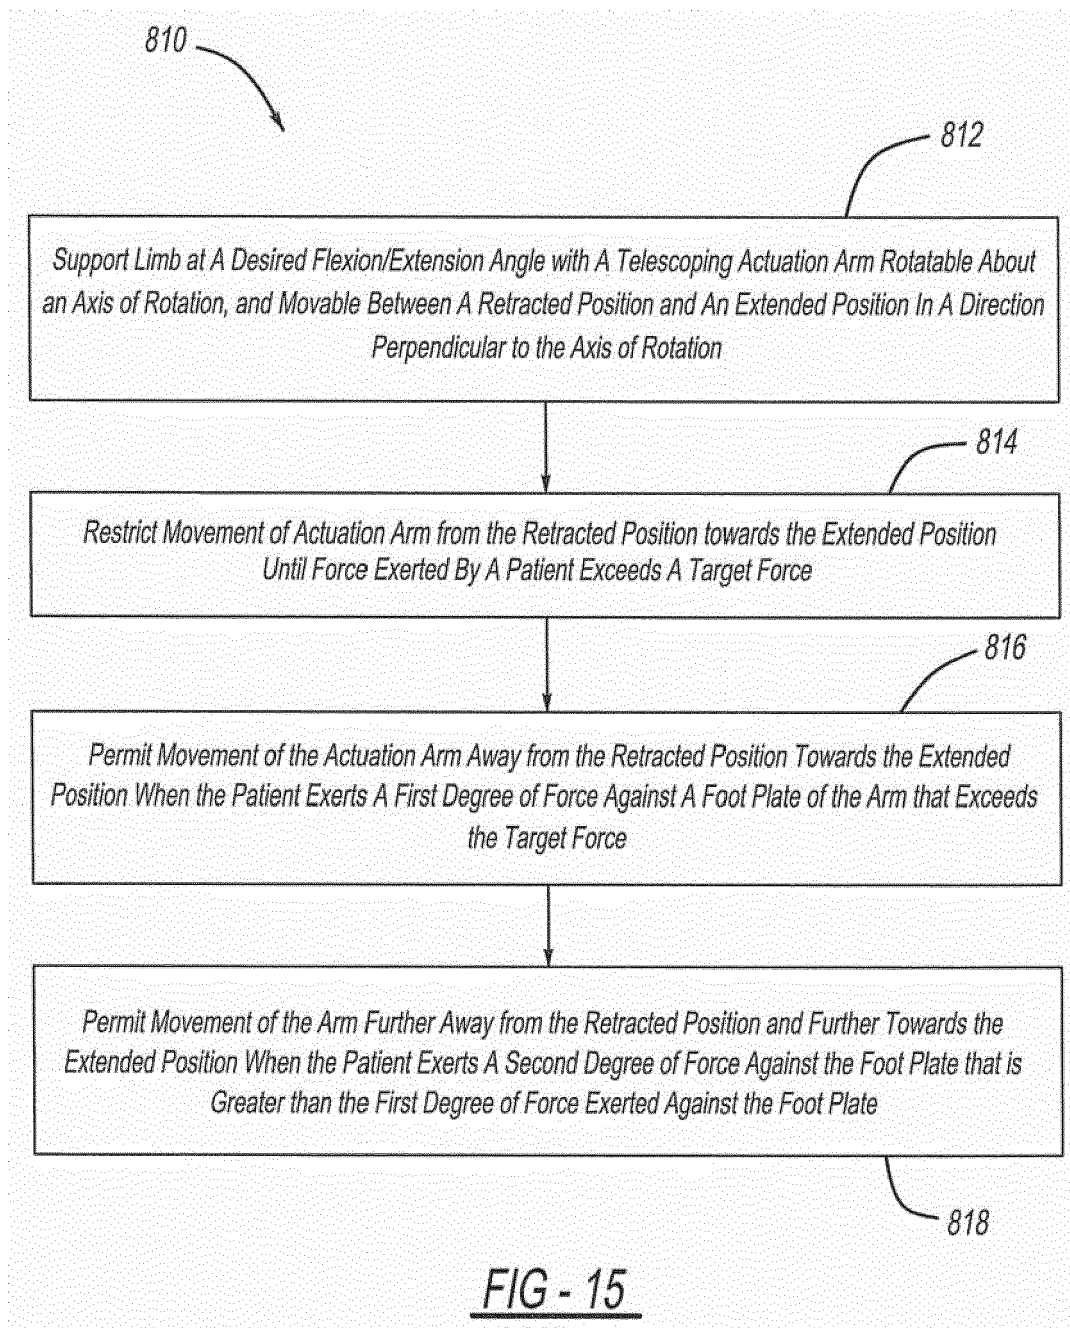 810
812
Support Limb at A Desired Flexion/Extension Angle with A Telescoping Actuation Arm Rotatable About
an Axis of Rotation, and Movable Between A Retracted Position and An Extended Position In A Direction
Perpendicular to the Axis of Rotation
814
Restrict Movement of Actuation Arm from the Retracted Position towards the Extended Position
Until Force Exerted By A Patient Exceeds A Target Force
816
Permit Movement of the Actuation Arm Away from the Retracted Position Towards the Extended
Position When the Patient Exerts A First Degree of Force Against A Foot Plate of the Arm that Exceeds
the Target Force
Permit Movement of the Arm Further Away from the Retracted Position and Further Towards the
Extended Position When the Patient Exerts A Second Degree of Force Against the Foot Plate that is
Greater than the First Degree of Force Exerted Against the Foot Plate
818
FIG - 15